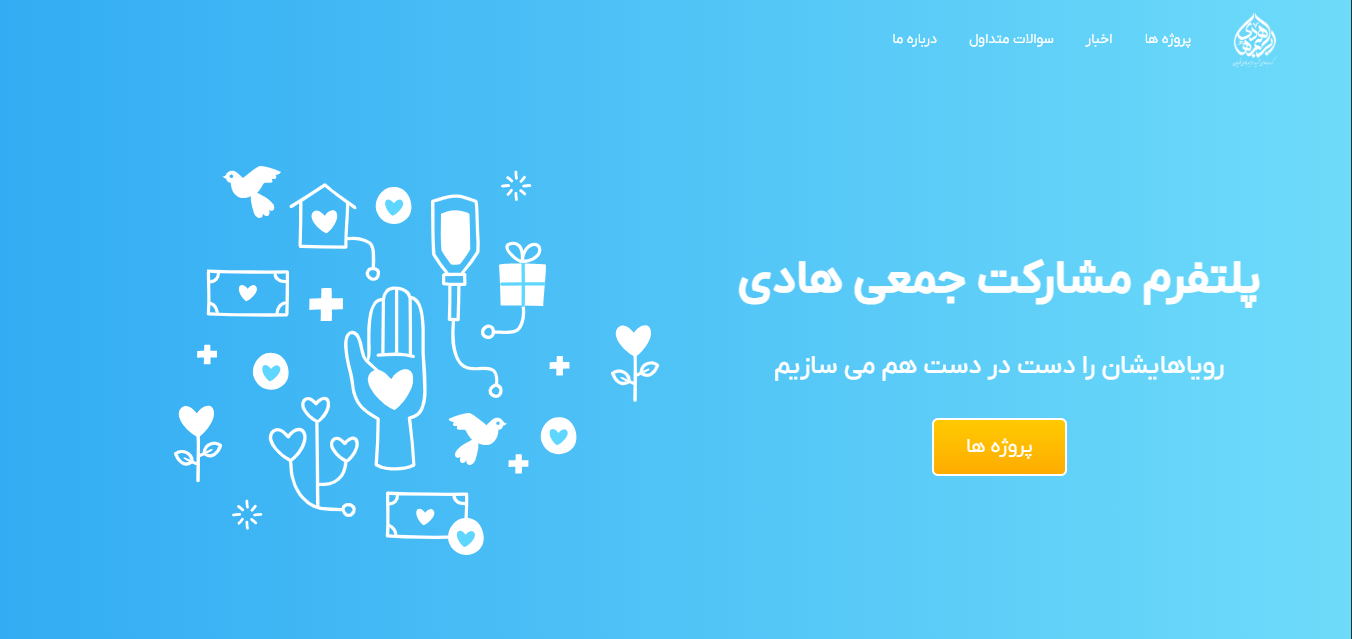 پروژه ها
اخبار
سوالات متداول
درباره ما
پلتفرم مشارکت جمعی هادی
رویاهایشان را دست در دست هم می سازیم
پروژه ها